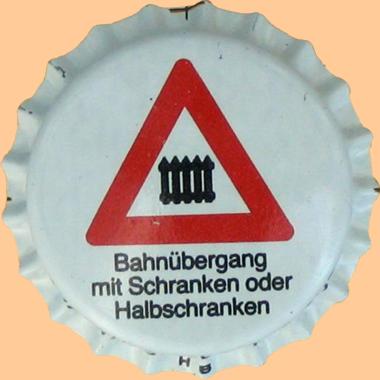 Bahnübergang
mit Schranken oder
Halbschranken